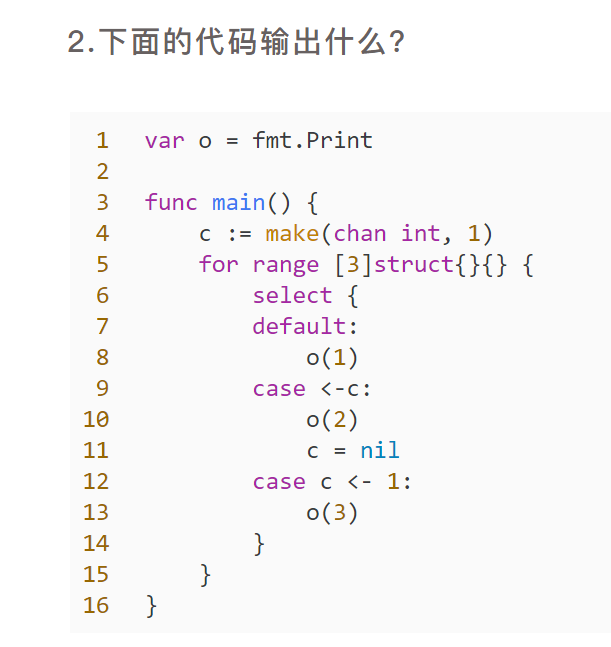 2.下面的代码输出什么?
1 var o = fmt.Print
2
3 func main() {
4     c := make(chan int, 1)
5     for range [3]struct{}{} {
6         select {
7         default:
8             o(1)
9         case <-c:
10             o(2)
11             c = nil
12         case c <- 1:
13             o(3)
14         }
15     }
16 }